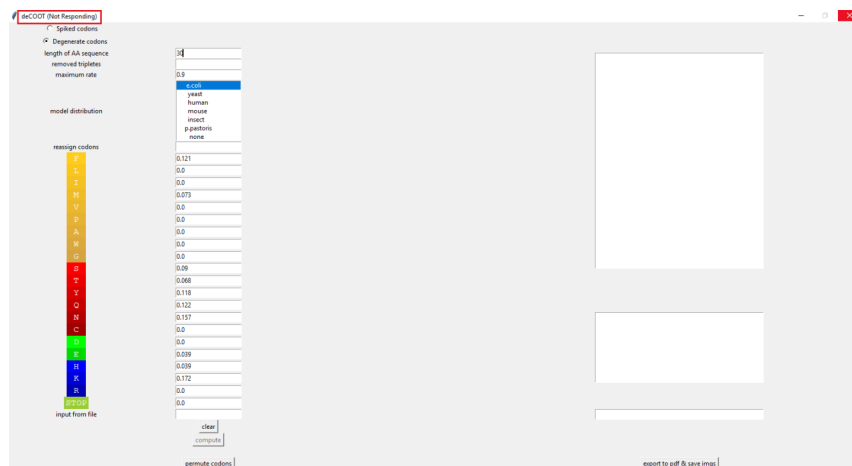 deCOOT (Not Responding)
Spiked codons
Degenerate codons
length of AA sequence 30
removed tripletes
maximum rate 0.9
model distribution
e.coli
yeast
human
mouse
insect
p.pastoris
none
reassign codons
F 0.121
L 0.0
I 0.0
M 0.073
V 0.0
P 0.0
A 0.0
W 0.0
G 0.0
S 0.09
T 0.068
Y 0.118
Q 0.122
N 0.157
C 0.0
D 0.0
E 0.039
H 0.039
K 0.172
R 0.0
STOP 0.0
input from file
clear
compute
permute codons
export to pdf & save imgs